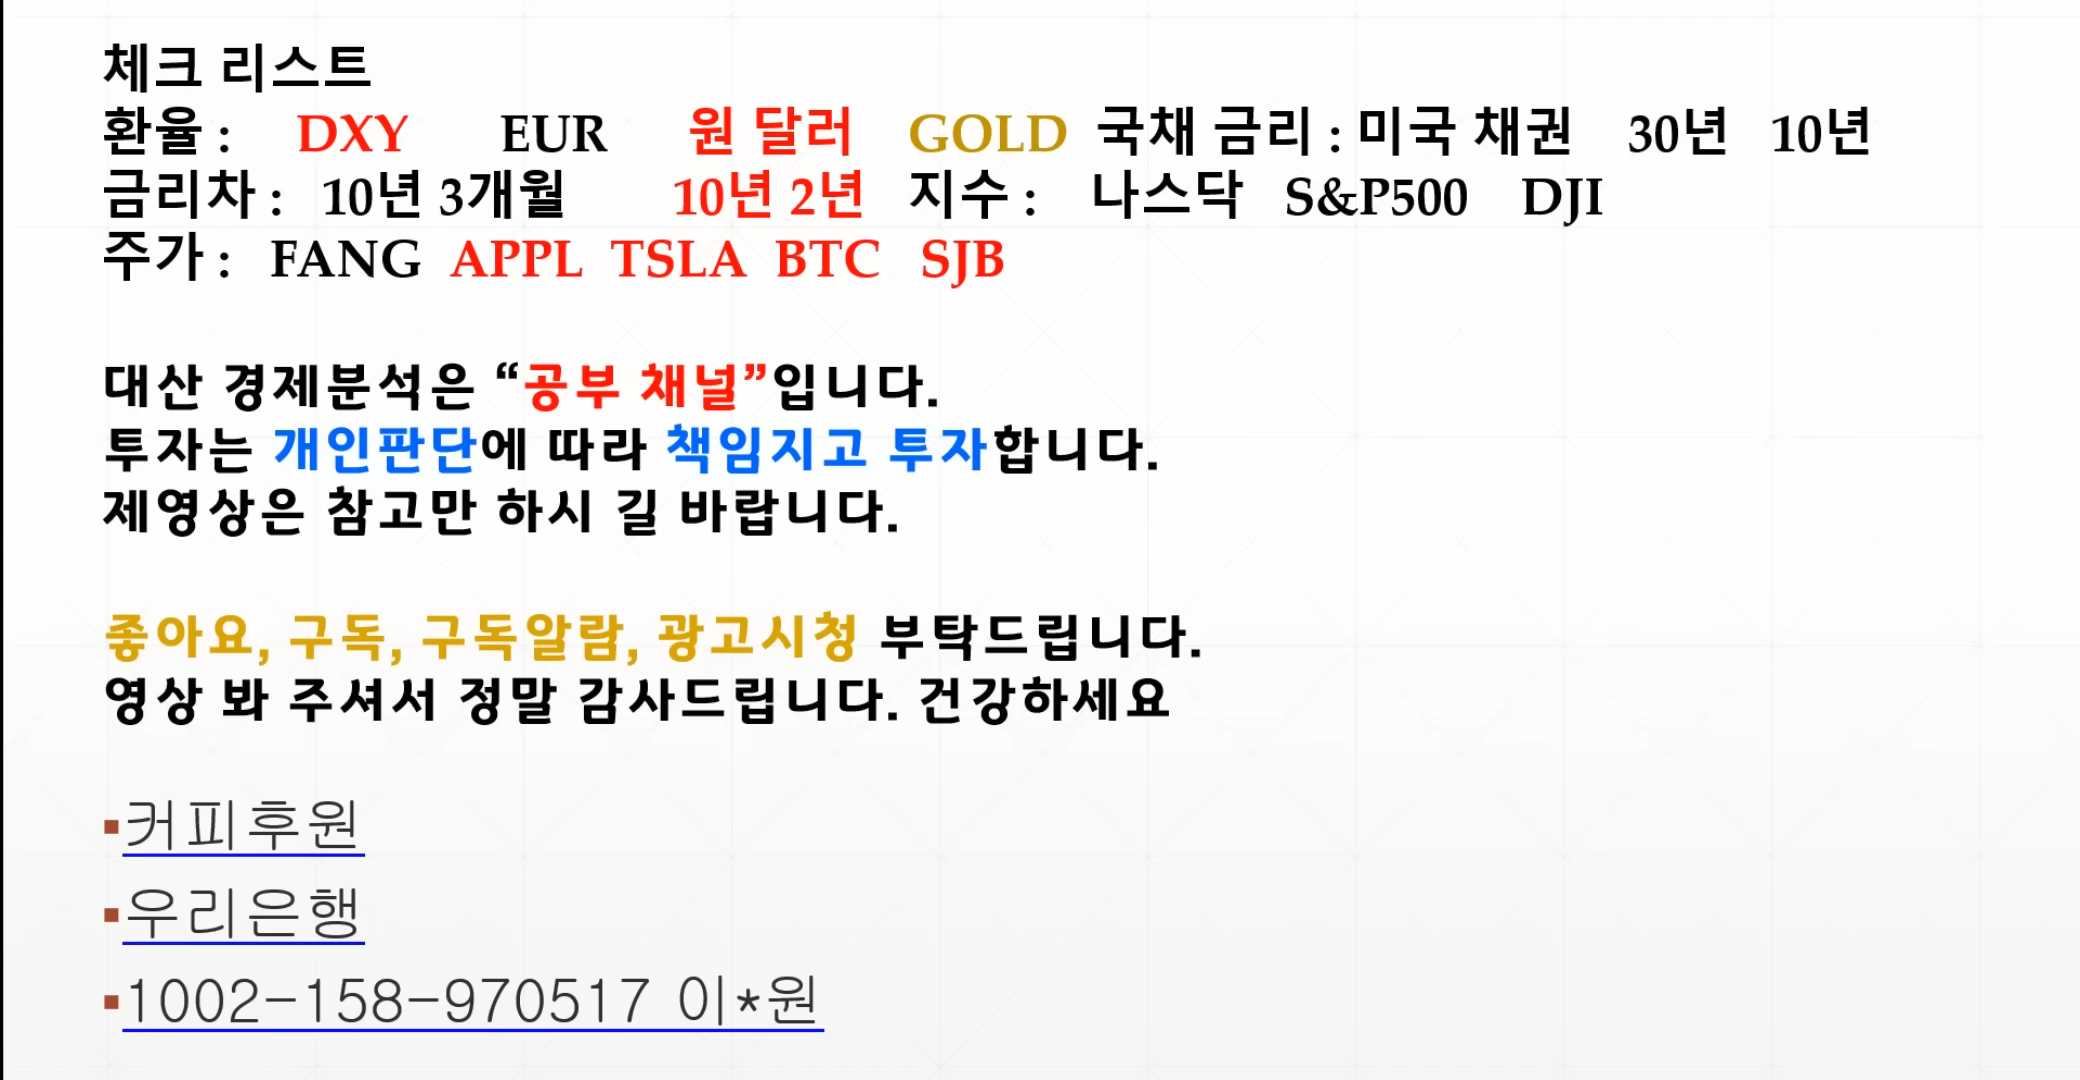 체크 리스트
환율 : DXY EUR 원 달러 GOLD 국채 금리 : 미국 채권 30년 10년
금리차 : 10년 3개월 10년 2년 지수 : 나스닥 S&P500 DJI
주가 : FANG APPL TSLA BTC SJB
대산 경제분석은 “공부 채널”입니다.
투자는 개인판단에 따라 책임지고 투자합니다.
제영상은 참고만 하시 길 바랍니다.
좋아요, 구독, 구독알람, 광고시청 부탁드립니다.
영상 봐 주셔서 정말 감사드립니다. 건강하세요
▪커피후원
▪우리은행
▪1002-158-970517 이*원